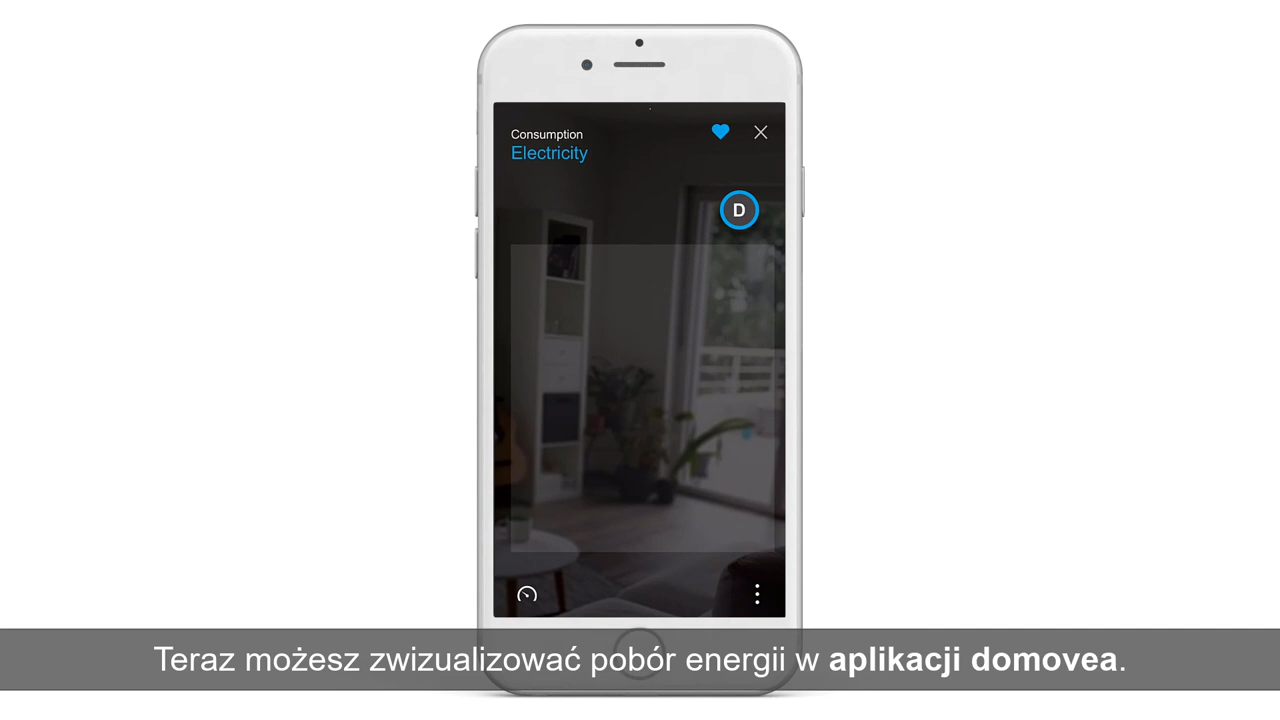 Consumption
Electricity
D
Teraz możesz zwizualizować pobór energii w aplikacji domovea.